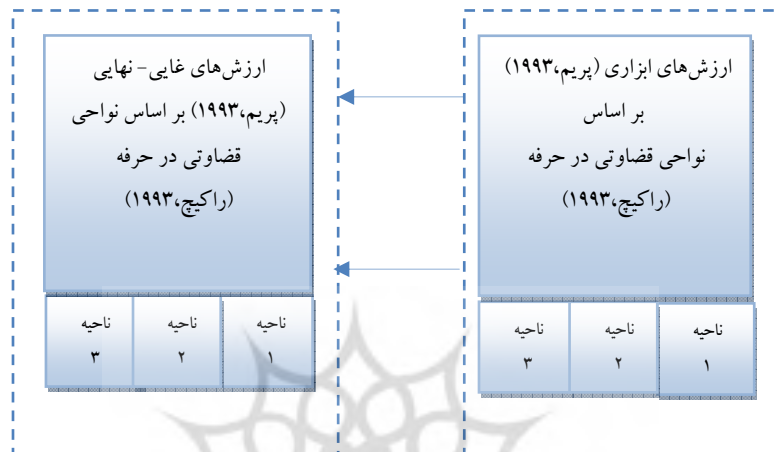 ارزش‌های ابزاری (پریم،۱۹۹۳)
بر اساس
نواحی قضاوتی در حرفه
(راکیچ،۱۹۹۳)
ناحیه
۱
ناحیه
۲
ناحیه
۳
ارزش‌های غایی- نهایی
(پریم،۱۹۹۳) بر اساس نواحی
قضاوتی در حرفه
(راکیچ،۱۹۹۳)
ناحیه
۱
ناحیه
۲
ناحیه
۳